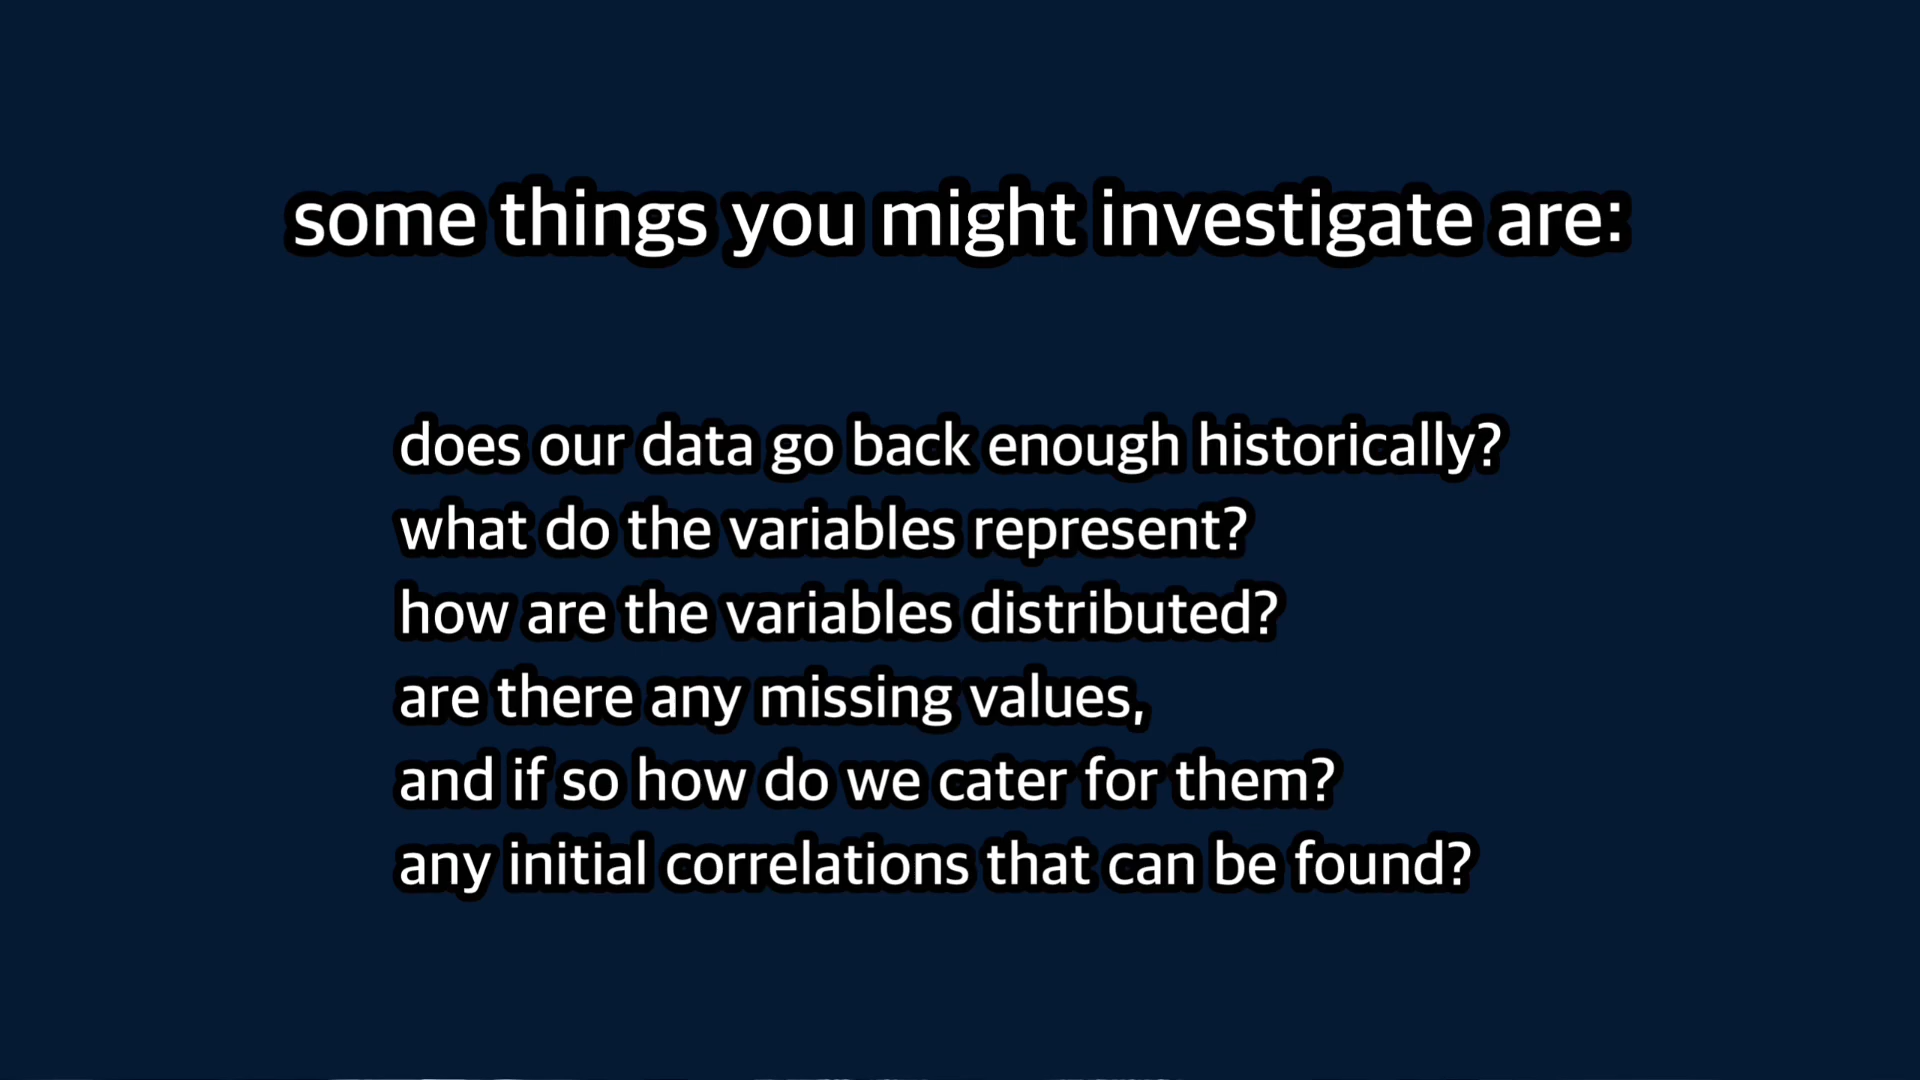 some things you might investigate are:
does our data go back enough historically?
what do the variables represent?
how are the variables distributed?
are there any missing values,
and if so how do we cater for them?
any initial correlations that can be found?